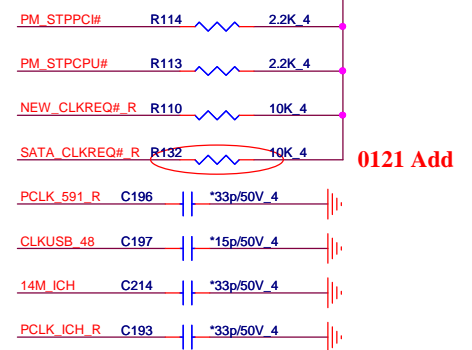 PM_STPPCI# R114 2.2K_4
PM_STPCPU# R113 2.2K_4
NEW_CLKREQ#_R R110 10K_4
SATA_CLKREQ#_R R132 10K_4 0121 Add
PCLK_591_R C196 *33p/50V_4
CLKUSB_48 C197 *15p/50V_4
14M_ICH C214 *33p/50V_4
PCLK_ICH_R C193 *33p/50V_4